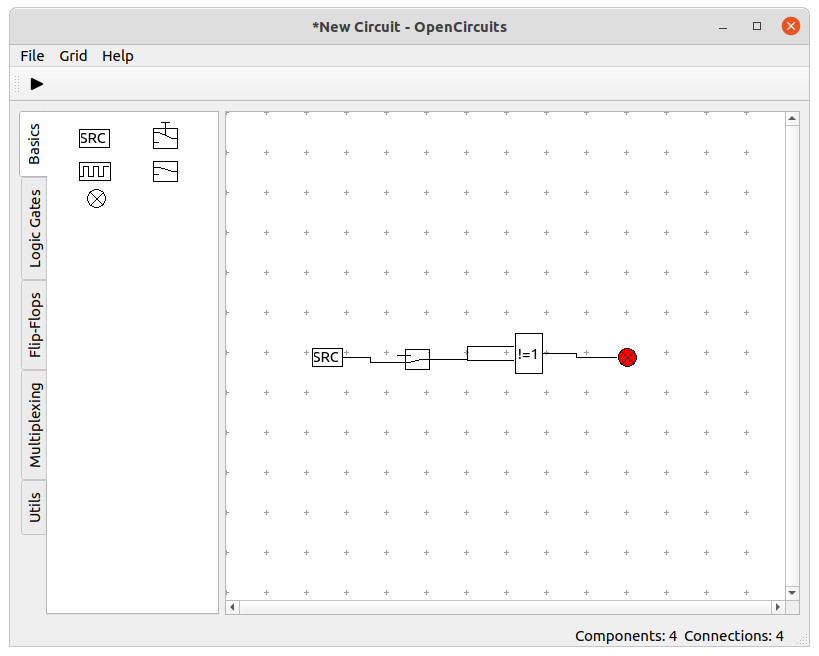 *New Circuit - OpenCircuits
File Grid Help
Basics
SRC
Logic Gates
Flip-Flops
Multiplexing
Utils
SRC
!=1
Components: 4 Connections: 4